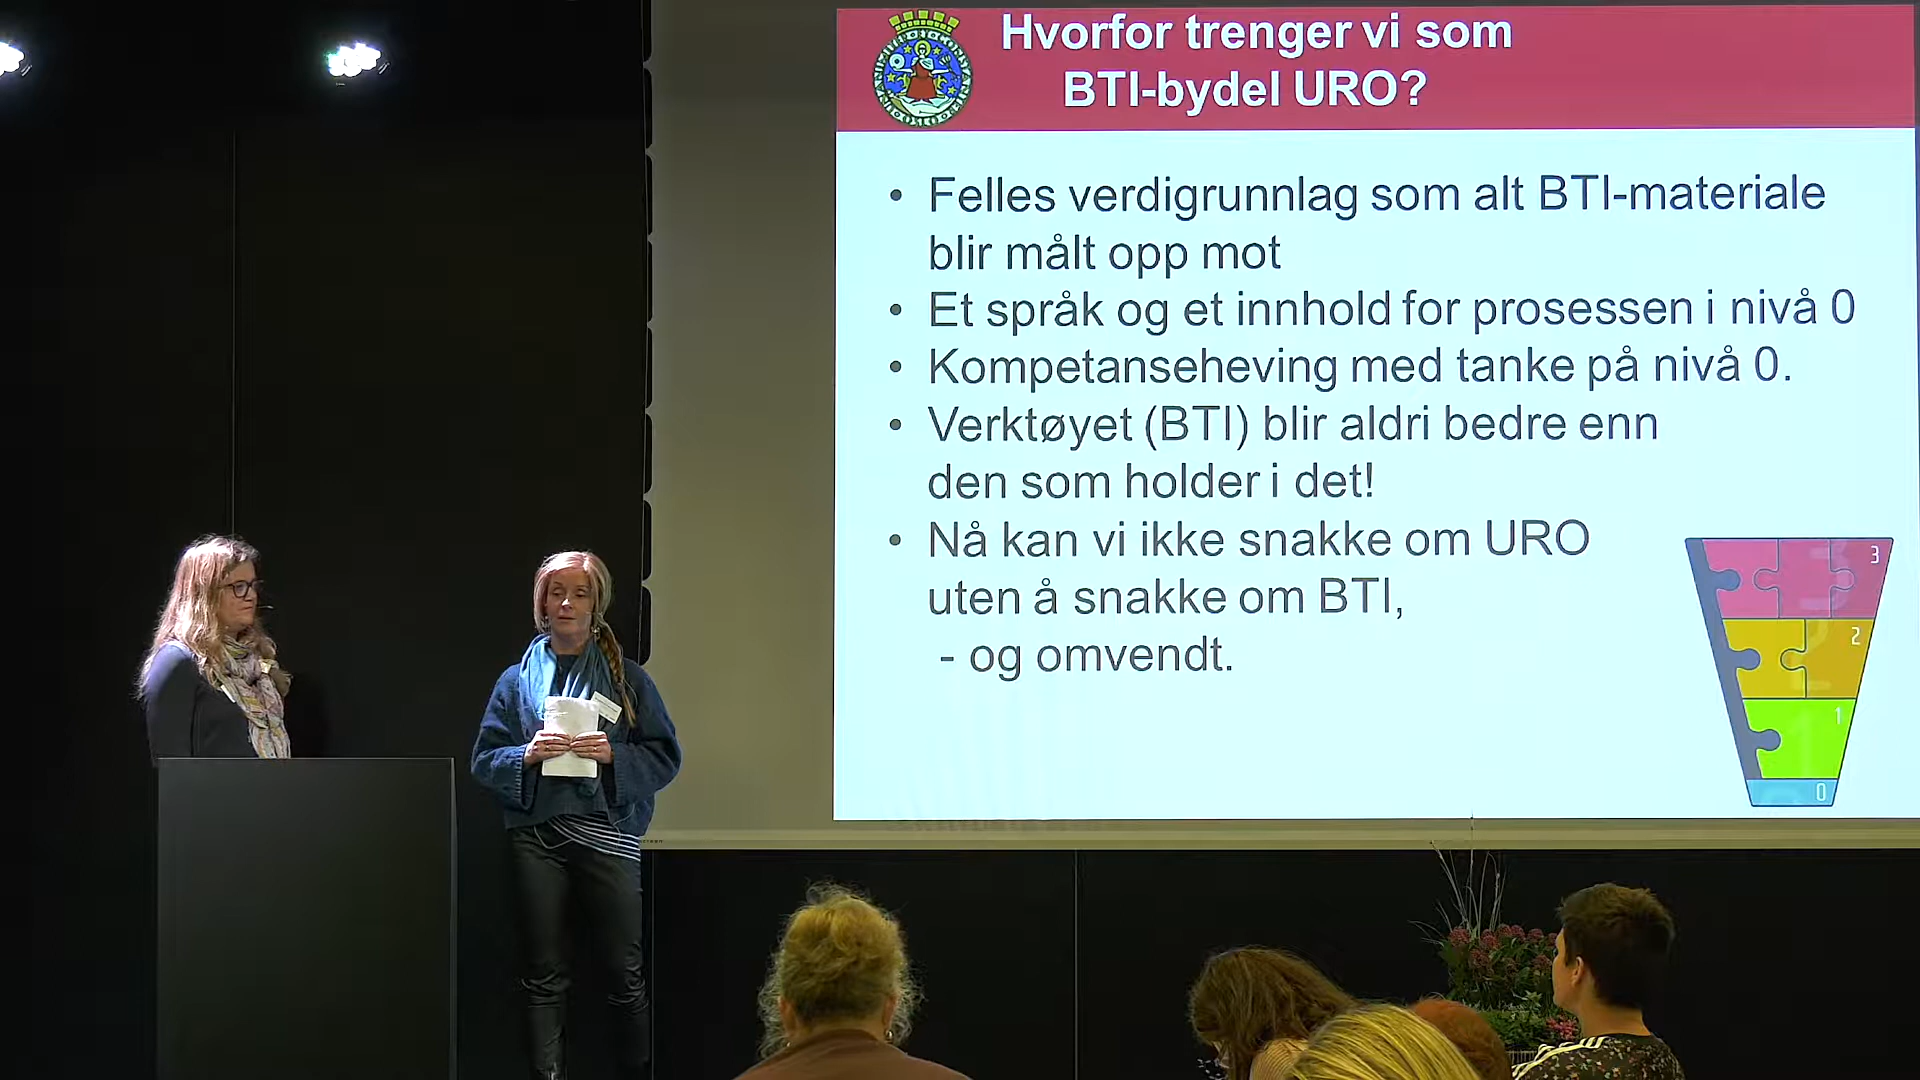 Hvorfor trenger vi som
BTI-bydel URO?
• Felles verdigrunnlag som alt BTI-materiale
blir målt opp mot
• Et språk og et innhold for prosessen i nivå 0
• Kompetanseheving med tanke på nivå 0.
• Verktøyet (BTI) blir aldri bedre enn
den som holder i det!
• Nå kan vi ikke snakke om URO
uten å snakke om BTI,
- og omvendt.
3
2
1
0